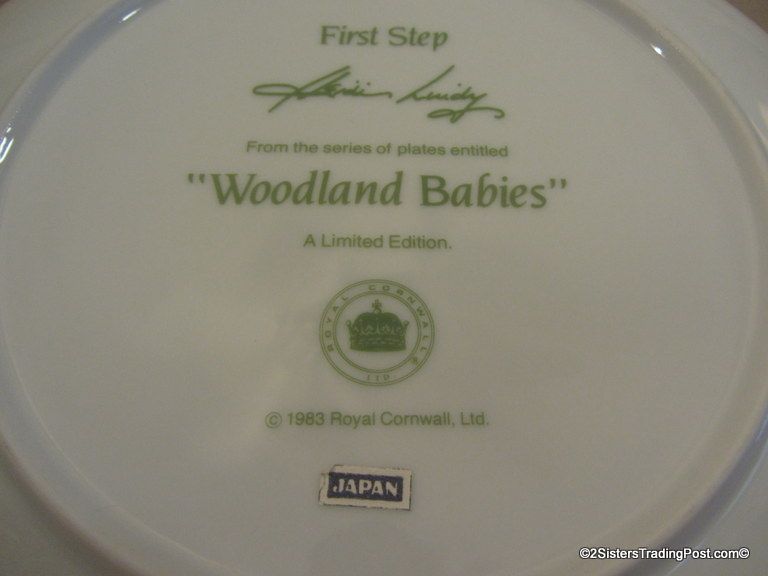 First Step
From the series of plates entitled
"Woodland Babies"
A Limited Edition.
ROYAL CORNWALL
LTD
© 1983 Royal Cornwall, Ltd.
JAPAN
©2SistersTradingPost.com©